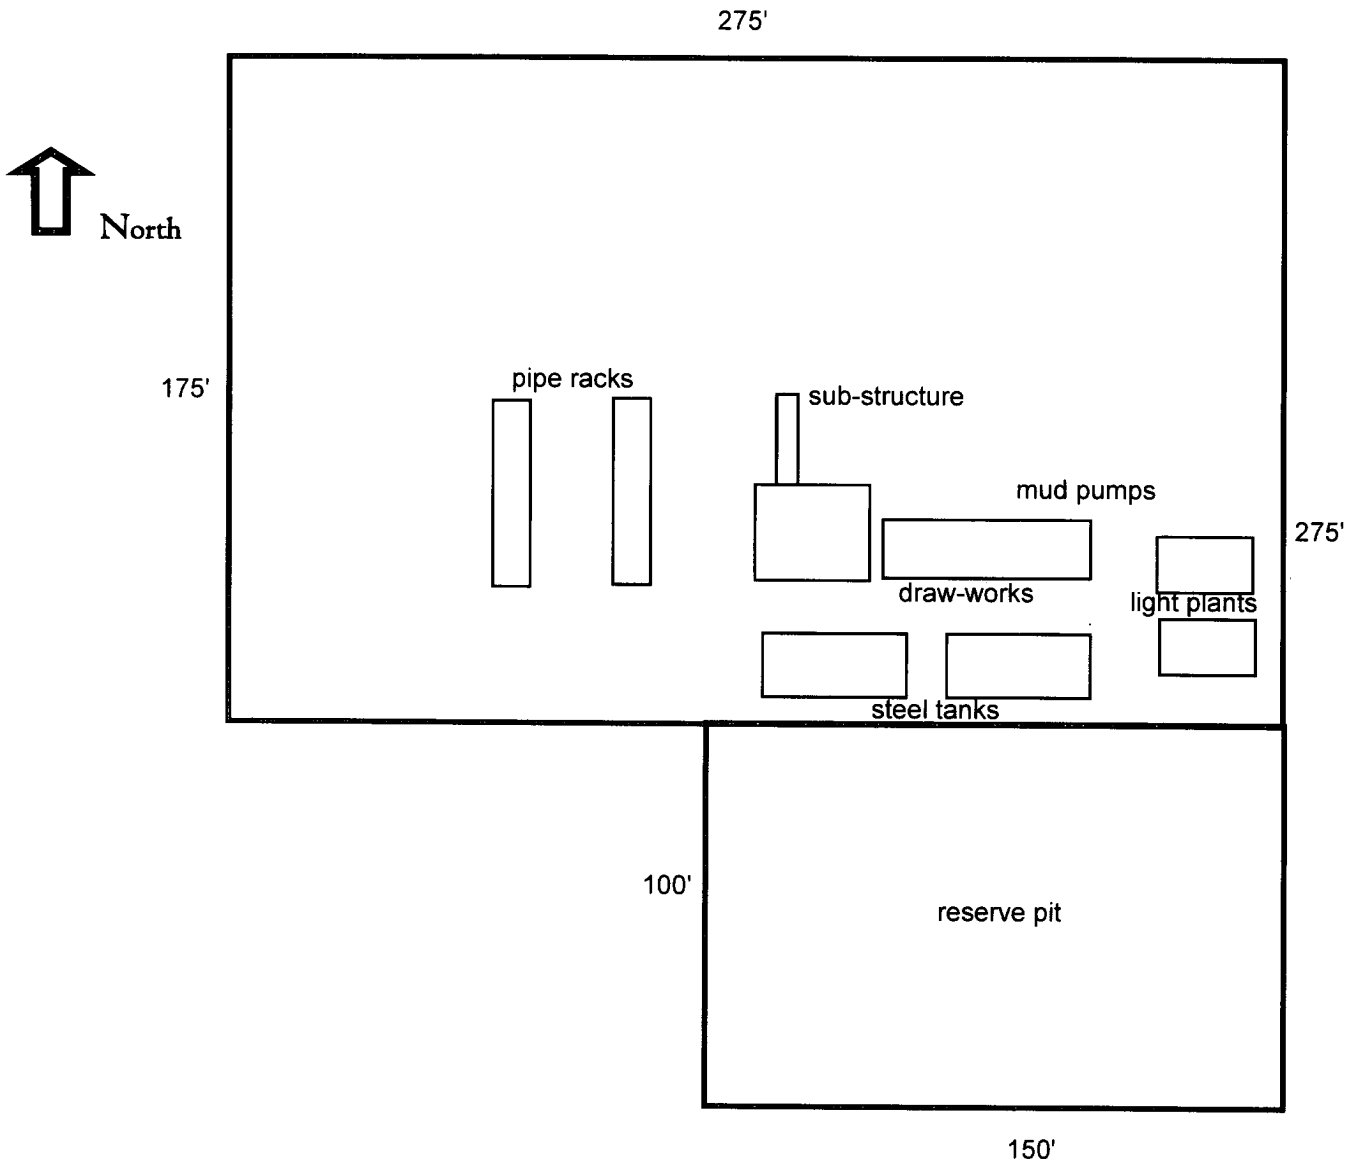 275'
North
175'
pipe racks
sub-structure
mud pumps
275'
draw-works
light plants
steel tanks
100'
reserve pit
150'